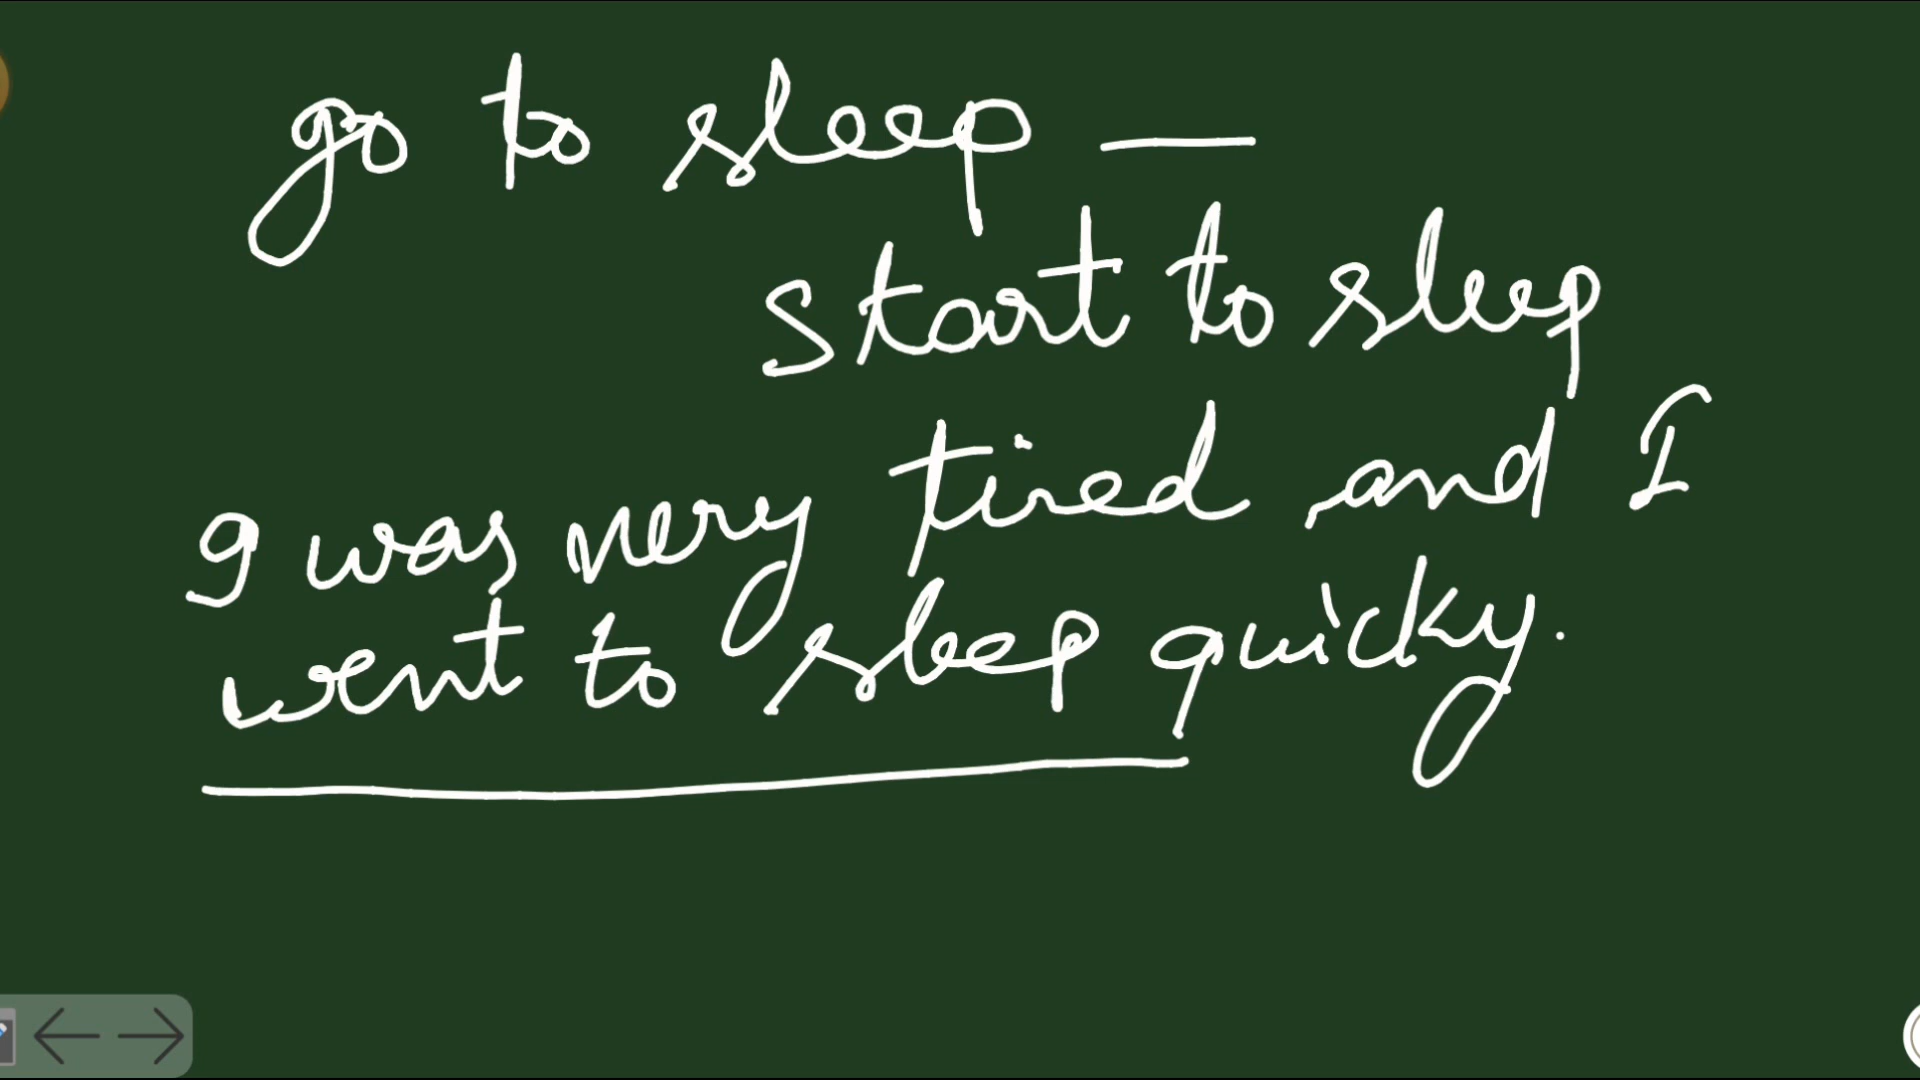 go to sleep —
start to sleep
I was very tired and I
went to sleep quicky.